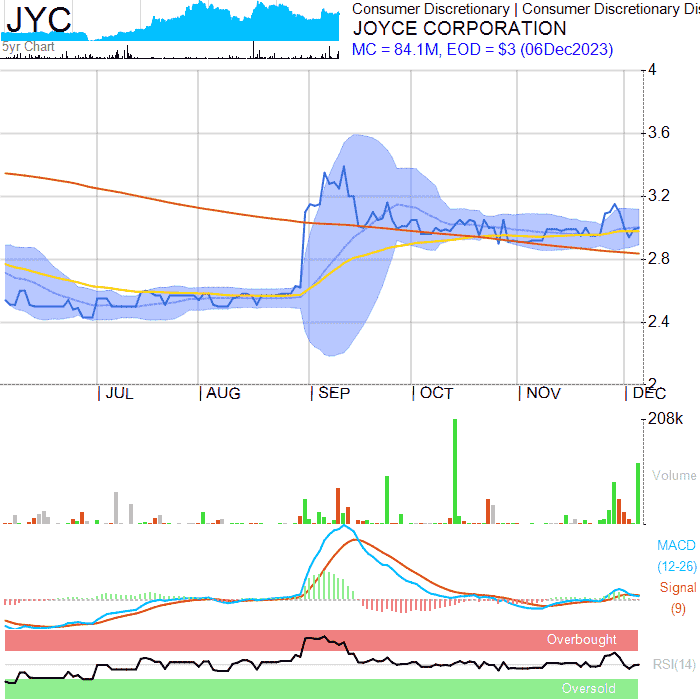 JYC
5yr Chart
Consumer Discretionary | Consumer Discretionary Dis
JOYCE CORPORATION
MC = 84.1M, EOD = $3 (06Dec2023)
4
3.6
3.2
2.8
2.4
2
JUL AUG SEP OCT NOV DEC
208k
Volume
MACD
(12-26)
Signal
(9)
Overbought
RSI(14)
Oversold